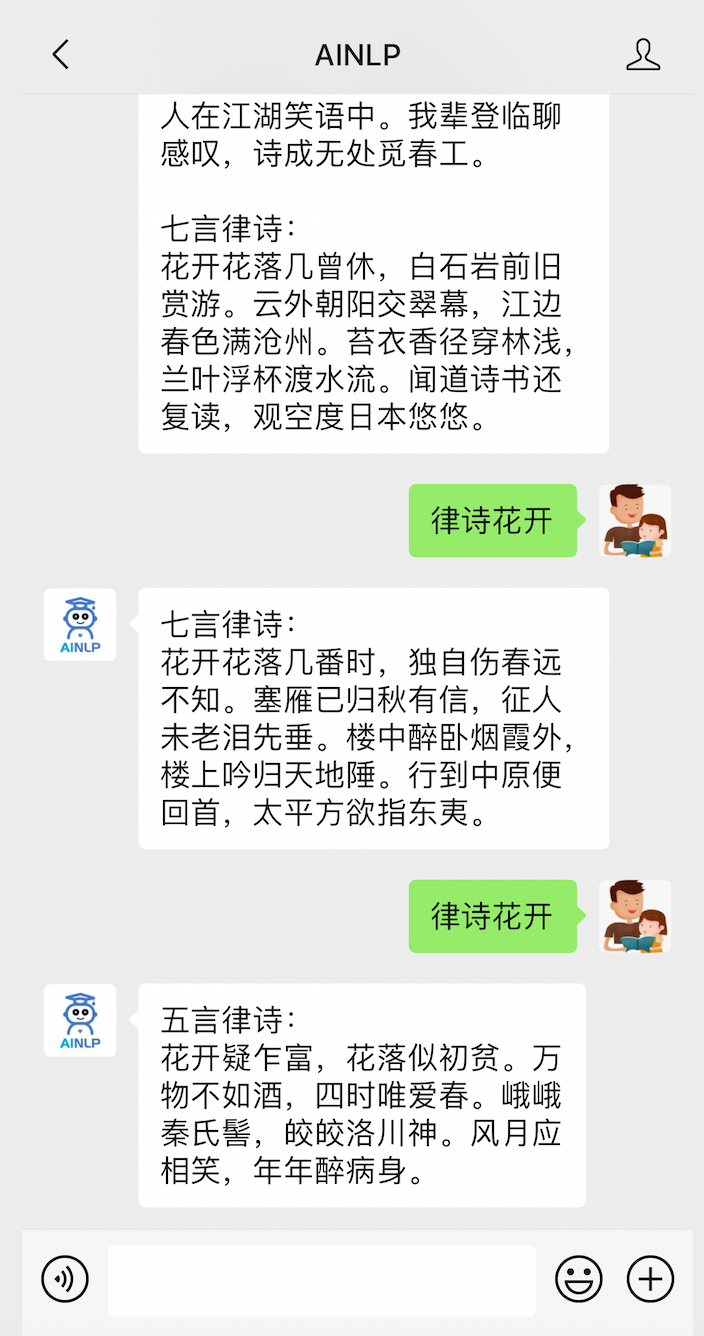 AINLP
人在江湖笑语中。我辈登临聊
感叹，诗成无处觅春工。
七言律诗：
花开花落几曾休，白石岩前旧
赏游。云外朝阳交翠幕，江边
春色满沧州。苔衣香径穿林浅，
兰叶浮杯渡水流。闻道诗书还
复读，观空度日本悠悠。
律诗花开
AINLP
七言律诗：
花开花落几番时，独自伤春远
不知。塞雁已归秋有信，征人
未老泪先垂。楼中醉卧烟霞外，
楼上吟归天地陲。行到中原便
回首，太平方欲指东夷。
律诗花开
AINLP
五言律诗：
花开疑乍富，花落似初贫。万
物不如酒，四时唯爱春。峨峨
秦氏髻，皎皎洛川神。风月应
相笑，年年醉病身。